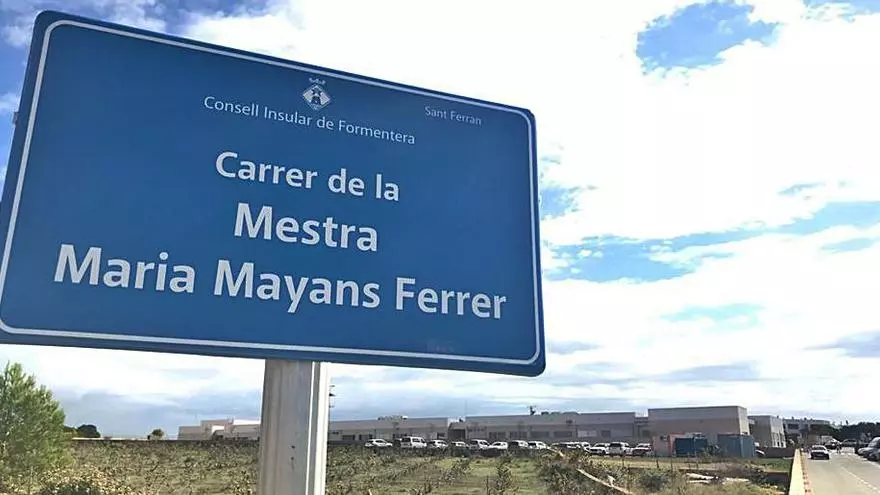 Consell Insular de Formentera
Sant Ferran
Carrer de la
Mestra
Maria Mayans Ferrer